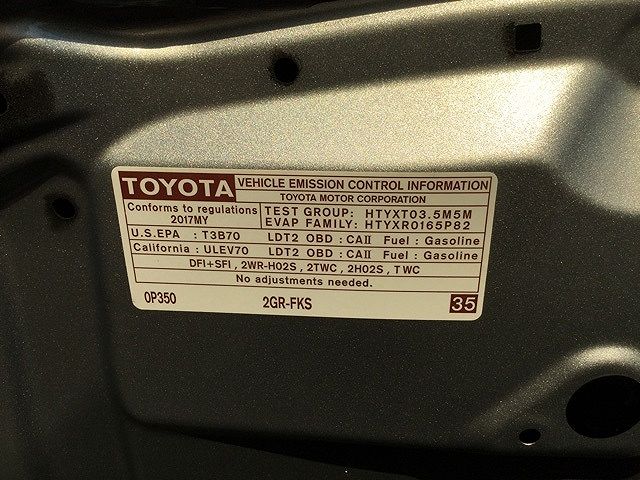 TOYOTA VEHICLE EMISSION CONTROL INFORMATION
TOYOTA MOTOR CORPORATION
Conforms to regulations
2017MY
TEST GROUP: HTYXT03.5M5M
EVAP FAMILY: HTYXR0165P82
U.S.EPA : T3B70 LDT2 OBD : CAII Fuel : Gasoline
California : ULEV70 LDT2 OBD : CAII Fuel : Gasoline
DFI+SFI , 2WR-HO2S , 2TWC , 2HO2S , TWC
No adjustments needed.
0P350 2GR-FKS 35